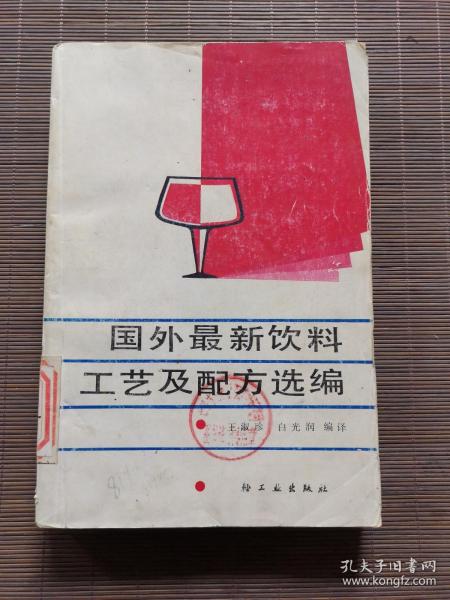 国外最新饮料
工艺及配方选编
王淑珍 白光润 编译
轻工业出版社
孔夫子旧书网
www.kongfz.com